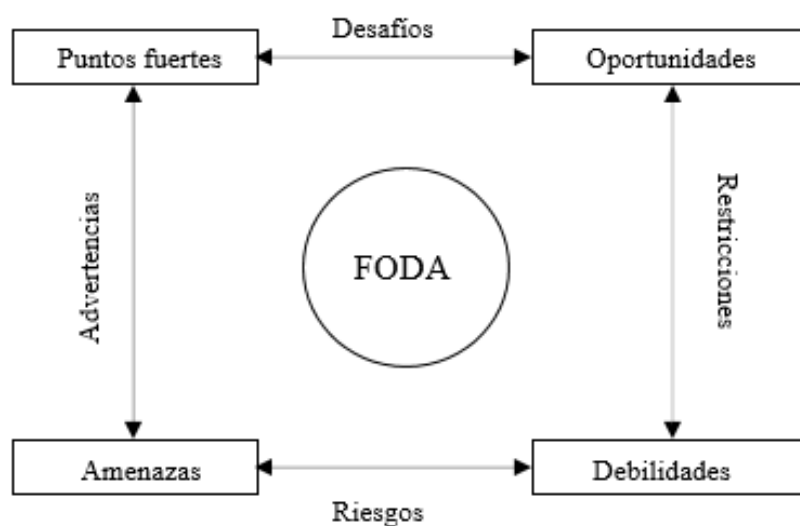 Desafíos
Puntos fuertes
Oportunidades
Advertencias
Restricciones
FODA
Amenazas
Debilidades
Riesgos